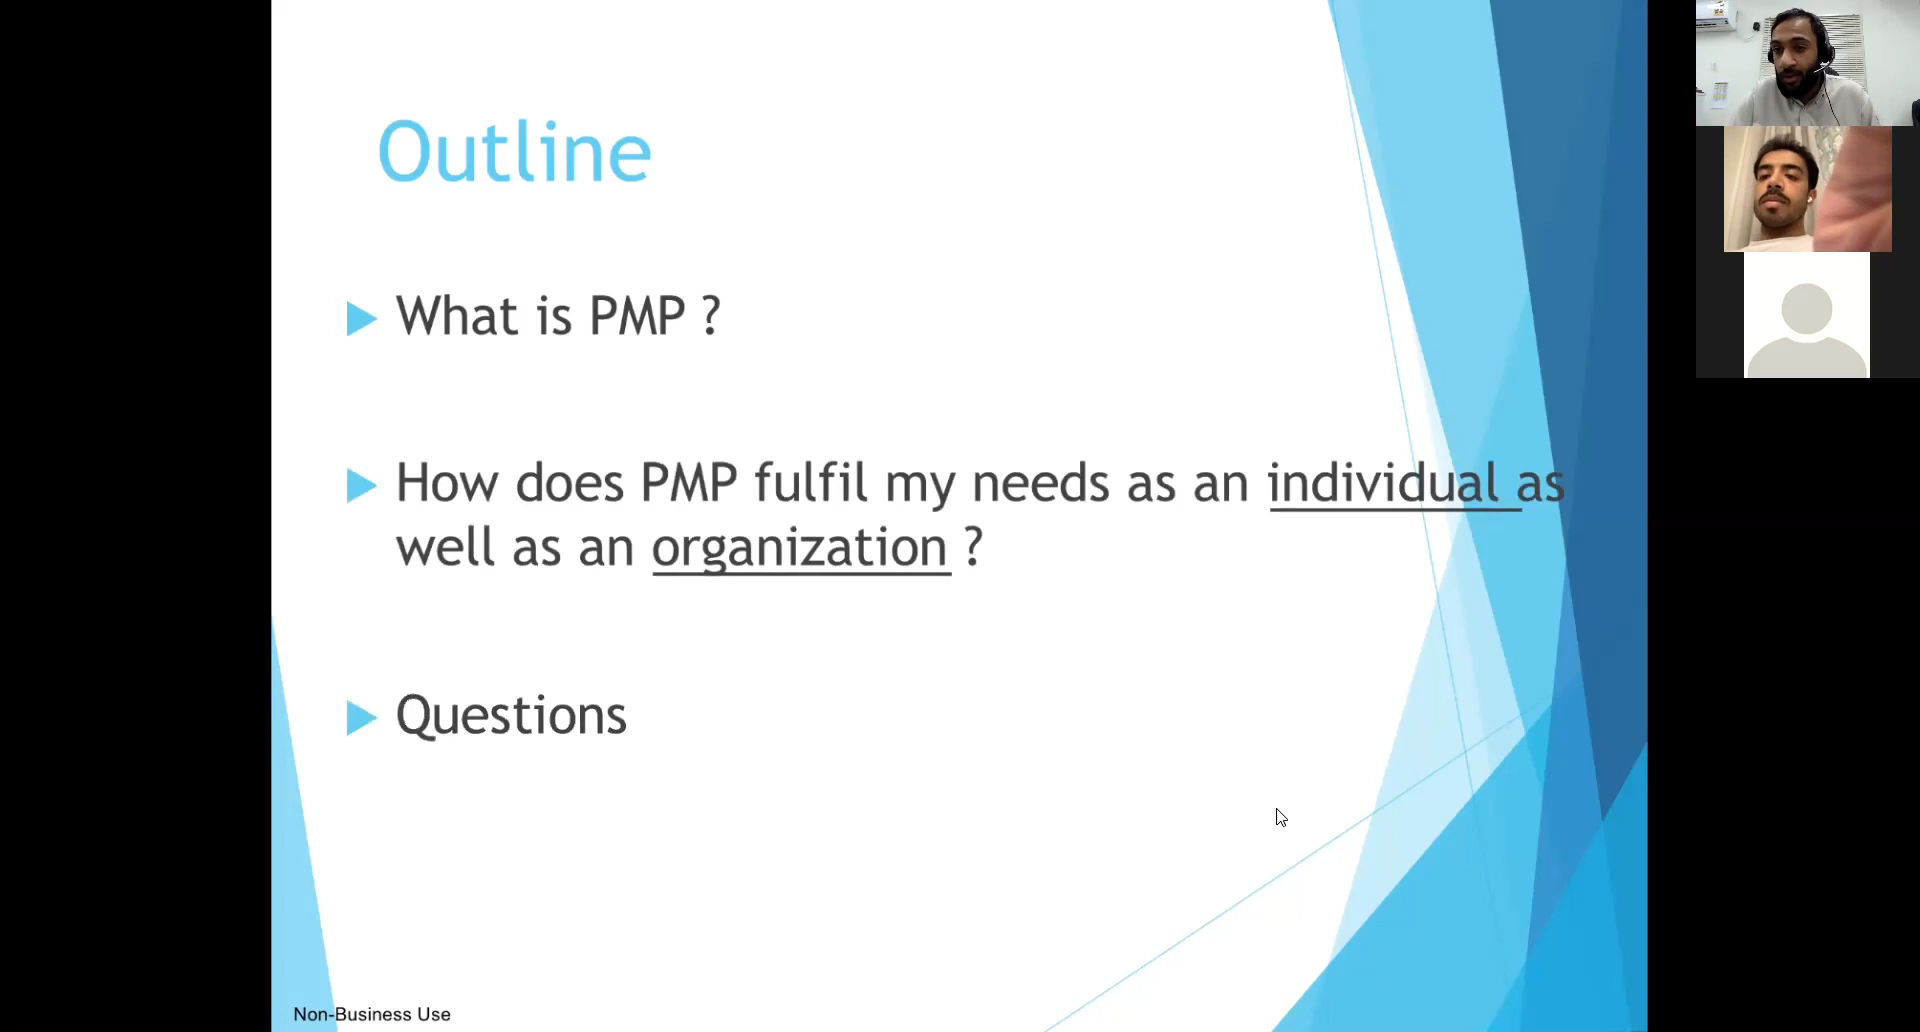 Outline
What is PMP ?
How does PMP fulfil my needs as an individual as
well as an organization ?
Questions
Non-Business Use